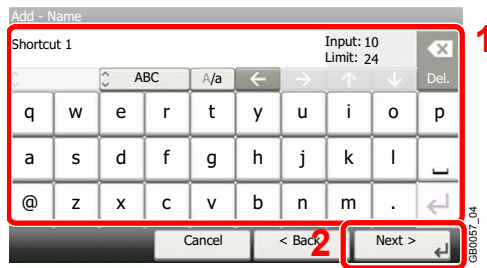 Add - Name
Shortcut 1
Input: 10
Limit: 24
1
ABC A/a ← → ↑ ↓ Del.
q w e r t y u i o p
a s d f g h j k l
@ z x c v b n m .
2
Cancel < Back Next >
GB0057_04